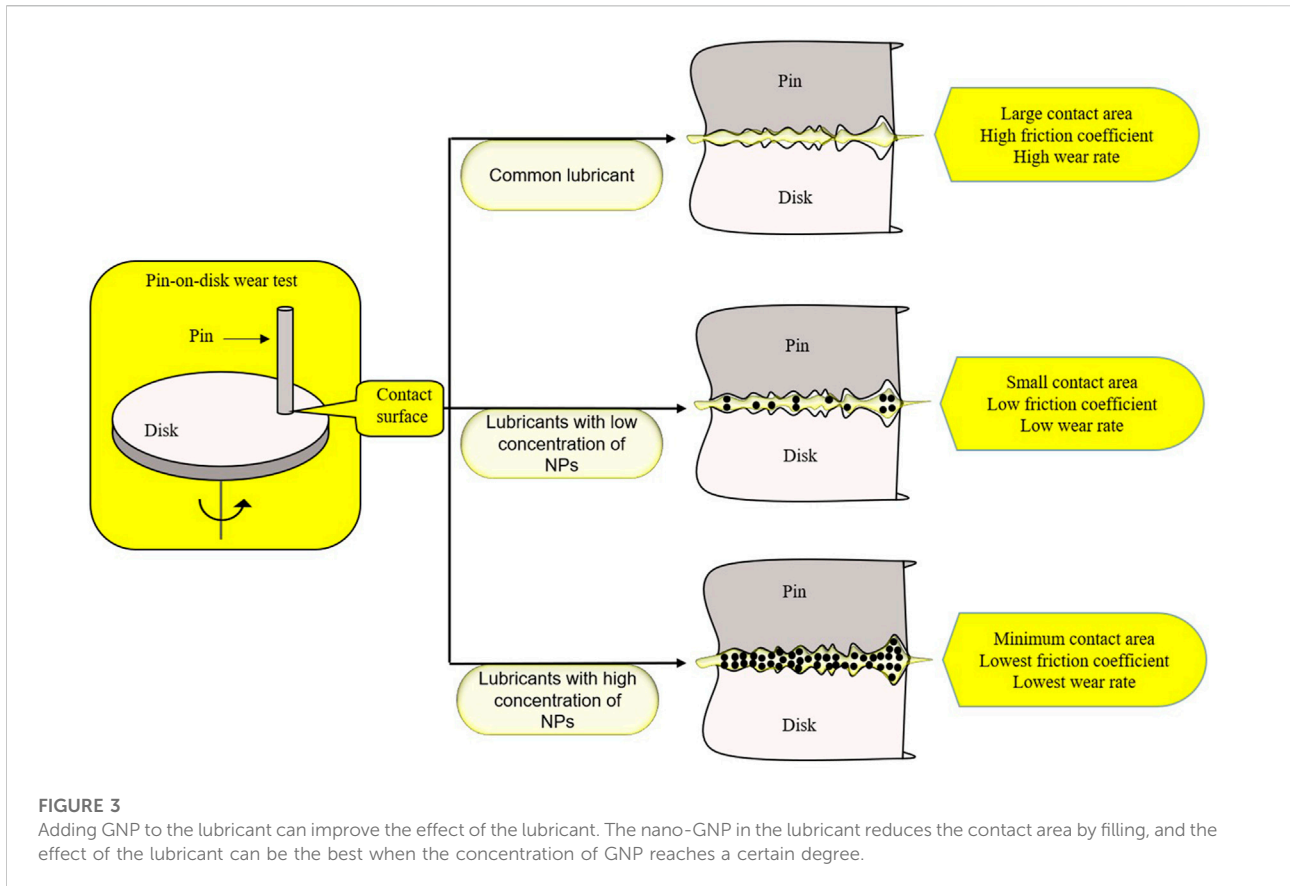 Pin-on-disk wear test
Pin
Disk
Contact
surface
Common lubricant
Pin
Disk
Large contact area
High friction coefficient
High wear rate
Lubricants with low
concentration of
NPs
Pin
Disk
Small contact area
Low friction coefficient
Low wear rate
Lubricants with high
concentration of
NPs
Pin
Disk
Minimum contact area
Lowest friction coefficient
Lowest wear rate
FIGURE 3
Adding GNP to the lubricant can improve the effect of the lubricant. The nano-GNP in the lubricant reduces the contact area by filling, and the
effect of the lubricant can be the best when the concentration of GNP reaches a certain degree.